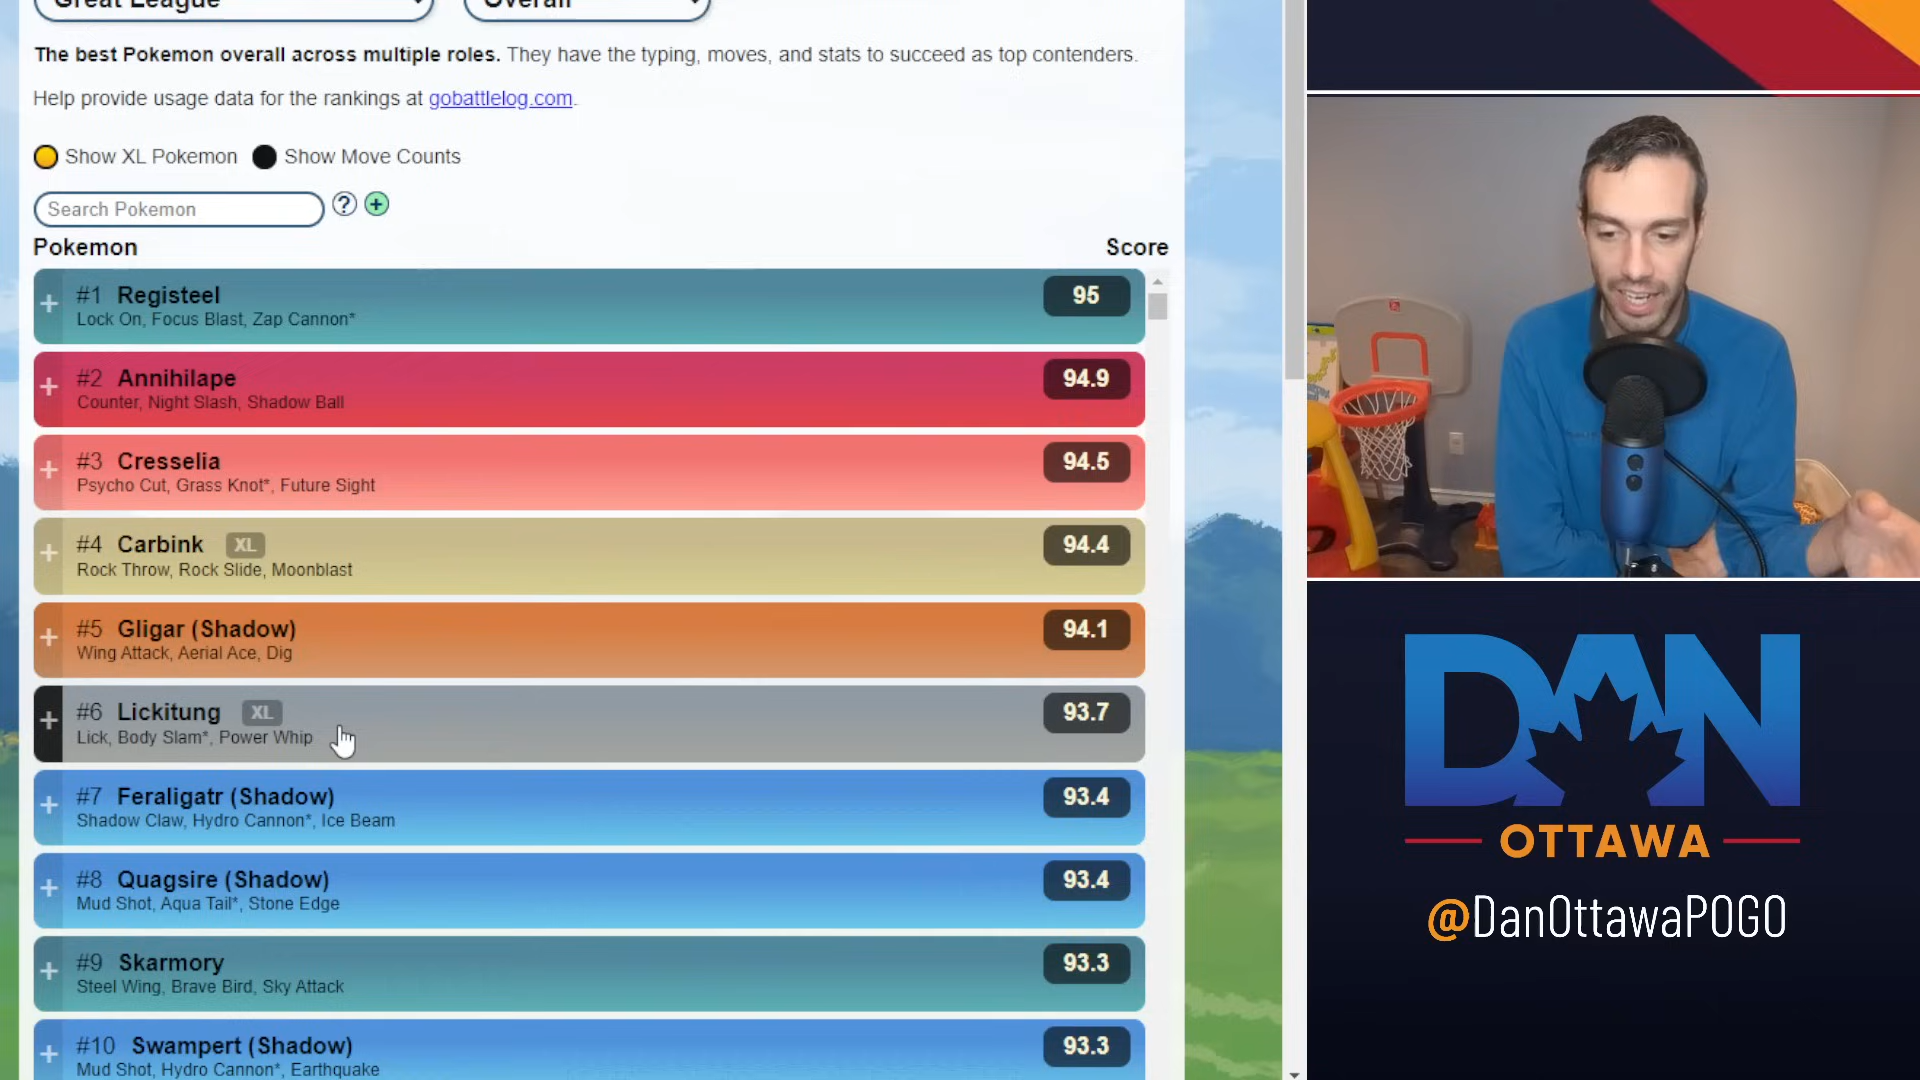 Great League
Overall
The best Pokemon overall across multiple roles. They have the typing, moves, and stats to succeed as top contenders.
Help provide usage data for the rankings at gobattlelog.com.
Show XL Pokemon
Show Move Counts
Search Pokemon
?
+
Pokemon
Score
+ #1 Registeel 95
Lock On, Focus Blast, Zap Cannon*
+ #2 Annihilape 94.9
Counter, Night Slash, Shadow Ball
+ #3 Cresselia 94.5
Psycho Cut, Grass Knot*, Future Sight
+ #4 Carbink XL 94.4
Rock Throw, Rock Slide, Moonblast
+ #5 Gligar (Shadow) 94.1
Wing Attack, Aerial Ace, Dig
+ #6 Lickitung XL 93.7
Lick, Body Slam*, Power Whip
+ #7 Feraligatr (Shadow) 93.4
Shadow Claw, Hydro Cannon*, Ice Beam
+ #8 Quagsire (Shadow) 93.4
Mud Shot, Aqua Tail*, Stone Edge
+ #9 Skarmory 93.3
Steel Wing, Brave Bird, Sky Attack
+ #10 Swampert (Shadow) 93.3
Mud Shot, Hydro Cannon*, Earthquake
DAN
OTTAWA
@DanOttawaPOGO